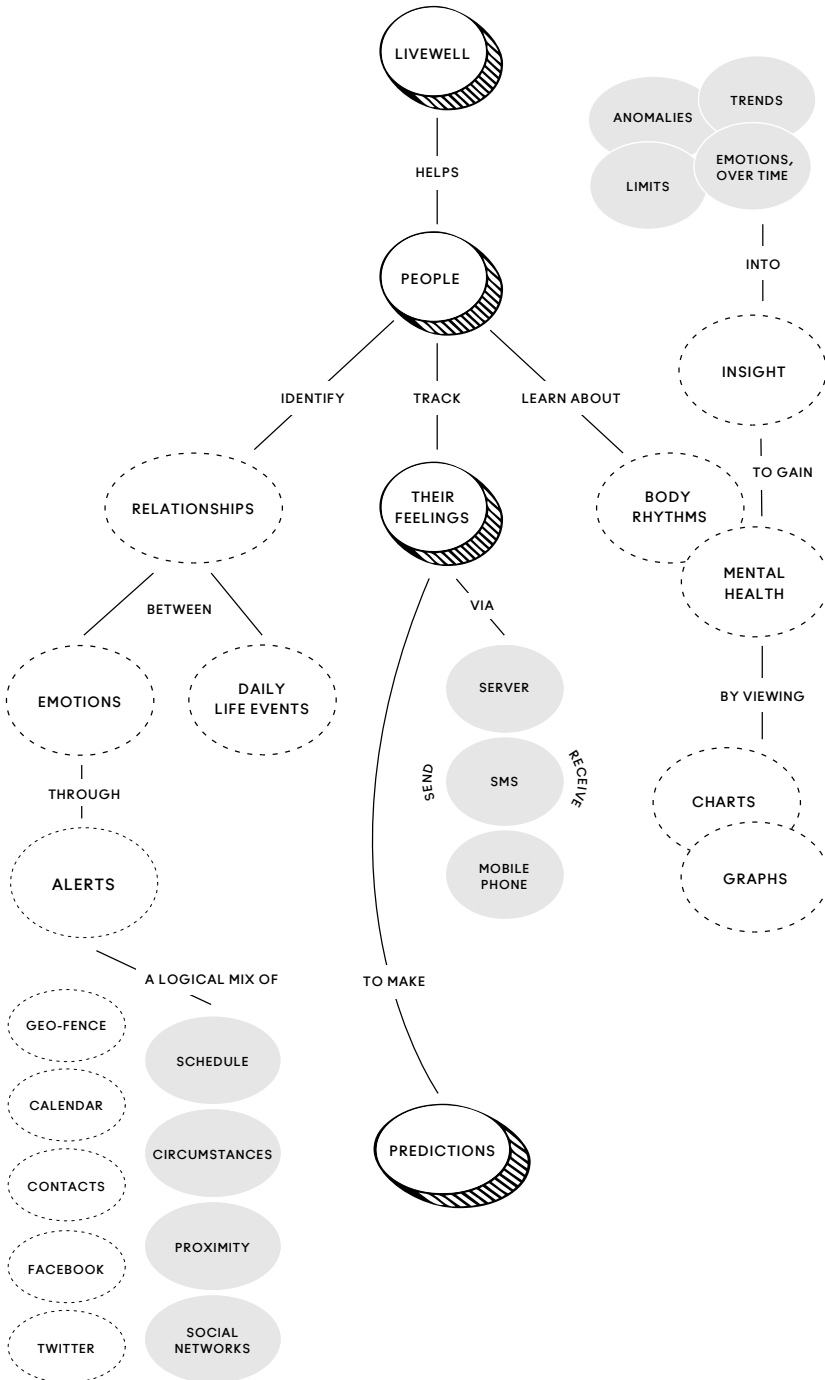 LIVEWELL
HELPS
PEOPLE
IDENTIFY
TRACK
LEARN ABOUT
RELATIONSHIPS
BETWEEN
EMOTIONS
DAILY
LIFE EVENTS
THROUGH
ALERTS
A LOGICAL MIX OF
GEO-FENCE
CALENDAR
CONTACTS
FACEBOOK
TWITTER
SCHEDULE
CIRCUMSTANCES
PROXIMITY
SOCIAL
NETWORKS
THEIR
FEELINGS
VIA
SERVER
SEND
SMS
RECEIVE
MOBILE
PHONE
TO MAKE
PREDICTIONS
ANOMALIES
TRENDS
LIMITS
EMOTIONS,
OVER TIME
INTO
INSIGHT
TO GAIN
BODY
RHYTHMS
MENTAL
HEALTH
BY VIEWING
CHARTS
GRAPHS